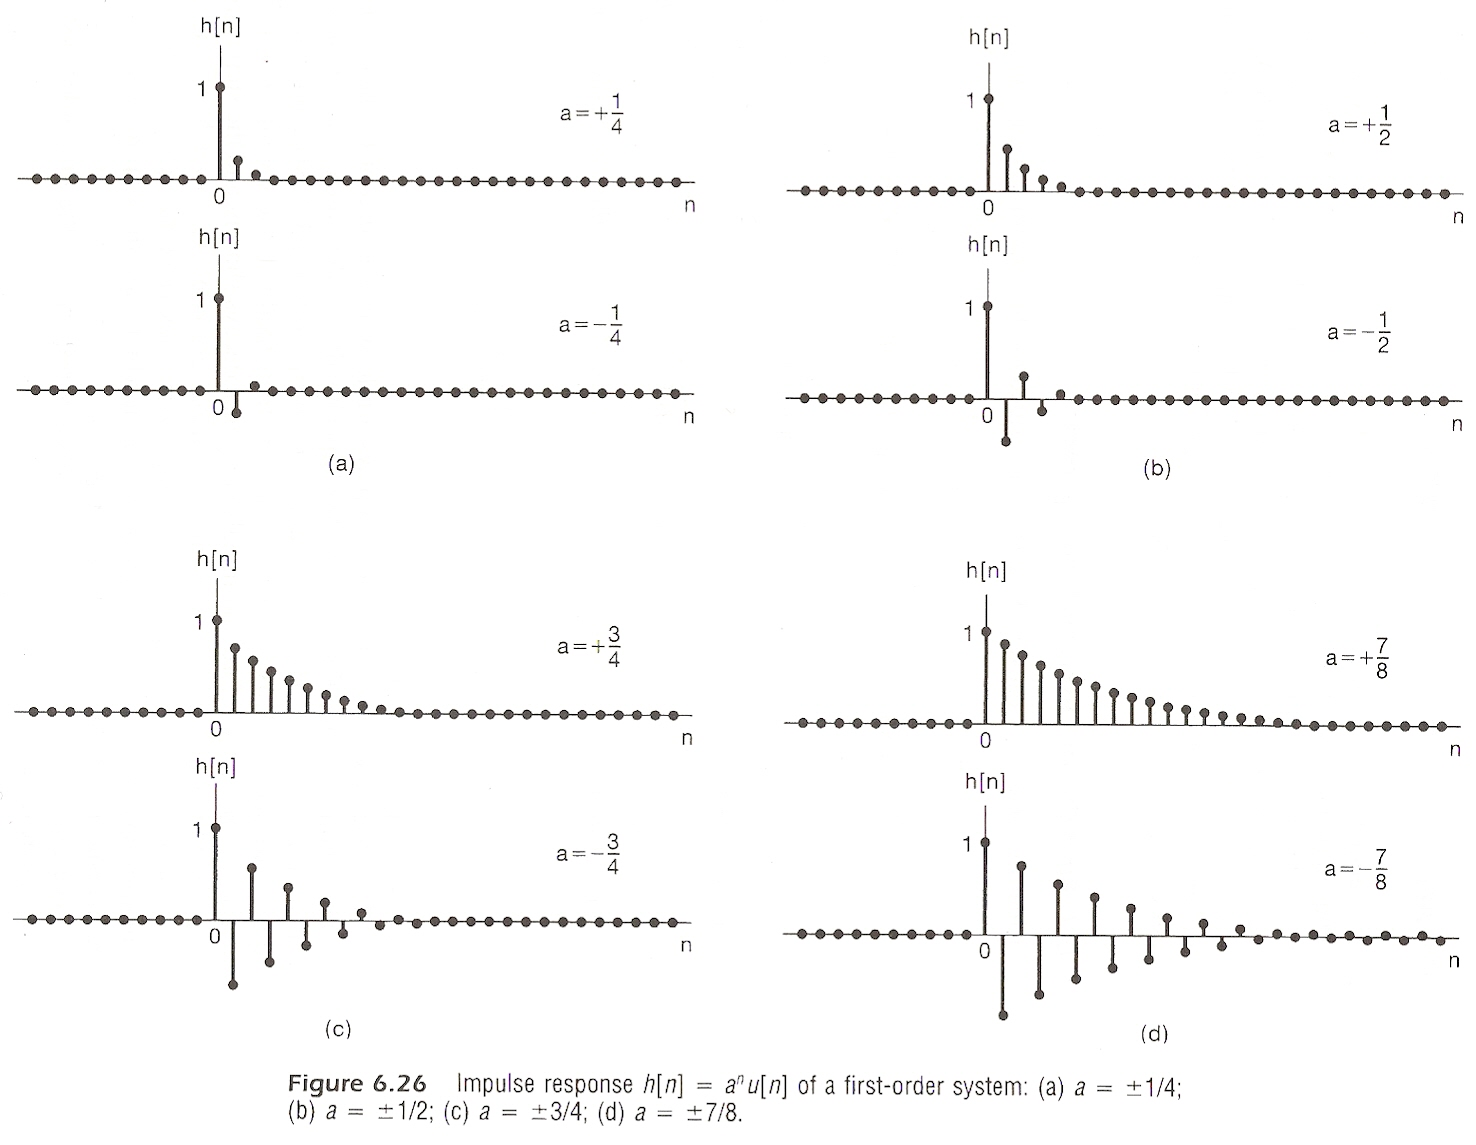 h[n]
1
a=+1/4
0
n
h[n]
1
a=-1/4
0
n
(a)
h[n]
1
a=+1/2
0
n
h[n]
1
a=-1/2
0
n
(b)
h[n]
1
a=+3/4
0
n
h[n]
1
a=-3/4
0
n
(c)
h[n]
1
a=+7/8
0
n
h[n]
1
a=-7/8
0
n
(d)
Figure 6.26 Impulse response h[n] = aⁿu[n] of a first-order system: (a) a = ±1/4;
(b) a = ±1/2; (c) a = ±3/4; (d) a = ±7/8.